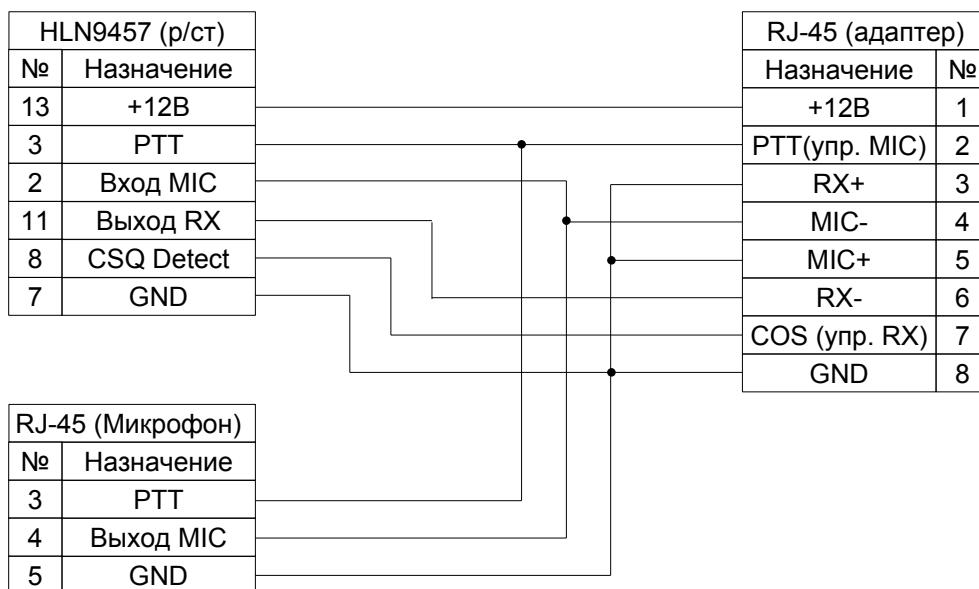 HLN9457 (р/ст)
№ Назначение
13 +12В
3 PTT
2 Вход MIC
11 Выход RX
8 CSQ Detect
7 GND
RJ-45 (адаптер)
Назначение №
+12В 1
PTT(упр. MIC) 2
RX+ 3
MIC- 4
MIC+ 5
RX- 6
COS (упр. RX) 7
GND 8
RJ-45 (Микрофон)
№ Назначение
3 PTT
4 Выход MIC
5 GND